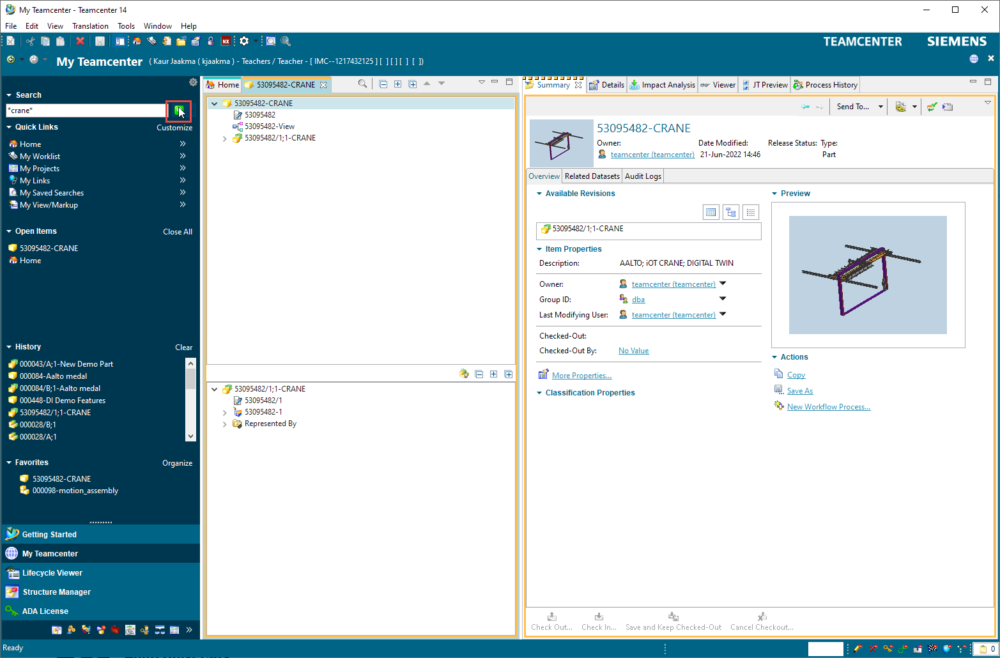 My Teamcenter - Teamcenter 14
File Edit View Translation Tools Window Help
NX
TEAMCENTER SIEMENS
My Teamcenter ( Kaur Jaakma ( kjaakma ) - Teachers / Teacher - [ IMC--1217432125 ] [ ] [ ] [ ] [ ])
Search
*crane*
Quick Links Customize
Home
My Worklist
My Projects
My Links
My Saved Searches
My View/Markup
Open Items Close All
53095482-CRANE
Home
History Clear
000043/A;1-New Demo Part
000084-Aalto medal
000084/B;1-Aalto medal
000448-DI Demo Features
53095482/1;1-CRANE
000028/B;1
000028/A;1
Favorites Organize
53095482-CRANE
000098-motion_assembly
Getting Started
My Teamcenter
Lifecycle Viewer
Structure Manager
ADA License
Home 53095482-CRANE
53095482-CRANE
53095482
53095482-View
53095482/1;1-CRANE
53095482/1;1-CRANE
53095482/1
53095482-1
Represented By
Summary Details Impact Analysis Viewer JT Preview Process History
Send To...
53095482-CRANE
Owner: Date Modified: Release Status: Type:
teamcenter (teamcenter) 21-Jun-2022 14:46 Part
Overview Related Datasets Audit Logs
Available Revisions
53095482/1;1-CRANE
Item Properties
Description: AALTO; iOT CRANE; DIGITAL TWIN
Owner: teamcenter (teamcenter)
Group ID: dba
Last Modifying User: teamcenter (teamcenter)
Checked-Out:
Checked-Out By: No Value
More Properties...
Classification Properties
Preview
Actions
Copy
Save As
New Workflow Process...
Check Out... Check In... Save and Keep Checked-Out Cancel Checkout...
Ready 0